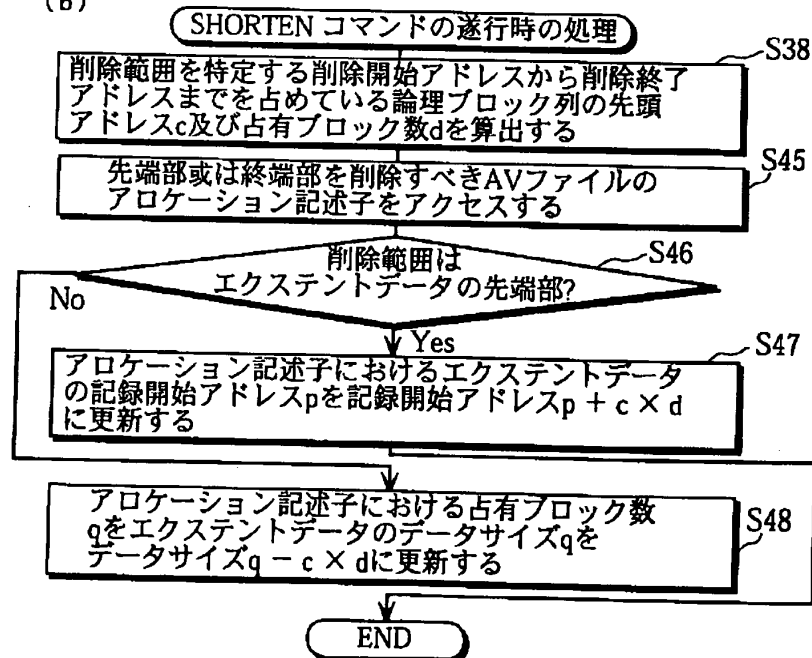 (b)
SHORTEN コマンドの遂行時の処理
S38
削除範囲を特定する削除開始アドレスから削除終了
アドレスまでを占めている論理ブロック列の先頭
アドレスc及び占有ブロック数dを算出する
S45
先端部或は終端部を削除すべきAVファイルの
アロケーション記述子をアクセスする
S46
削除範囲は
エクステントデータの先端部?
No
Yes
S47
アロケーション記述子におけるエクステントデータ
の記録開始アドレスpを記録開始アドレスp + c × d
に更新する
S48
アロケーション記述子における占有ブロック数
qをエクステントデータのデータサイズqを
データサイズq − c × dに更新する
END